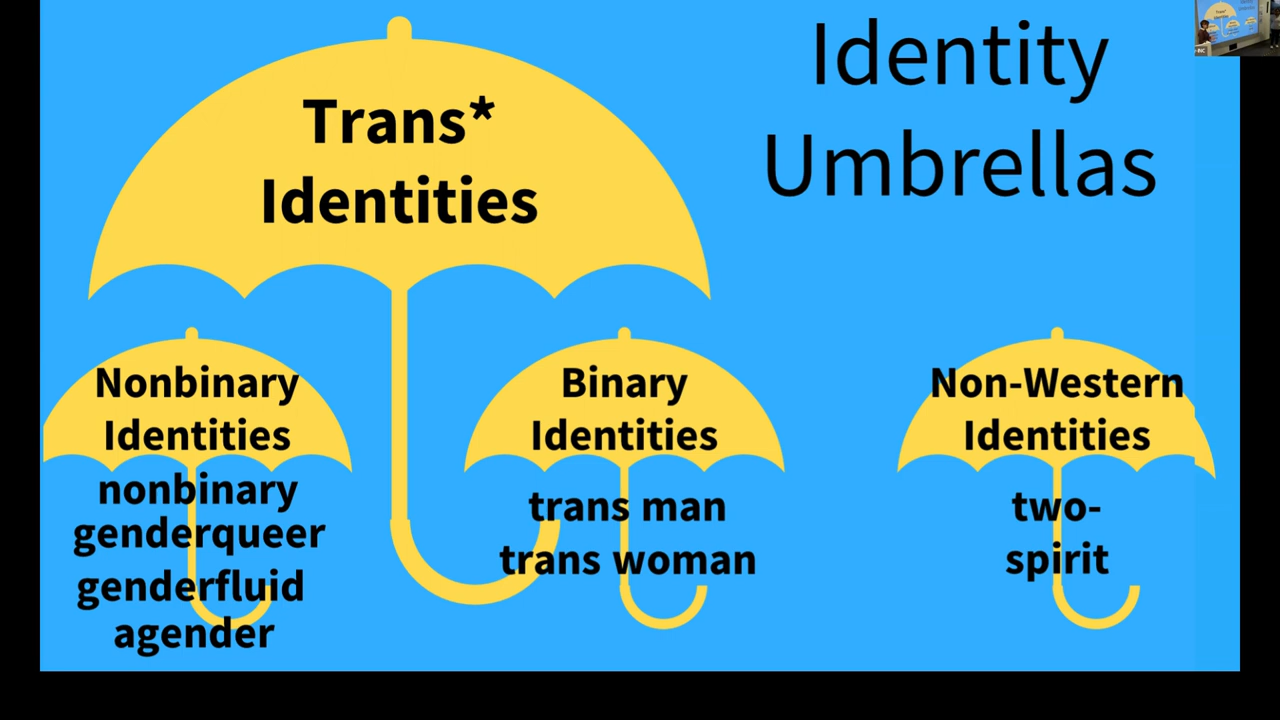 Identity
Umbrellas
Trans*
Identities
Nonbinary
Identities
nonbinary
genderqueer
genderfluid
agender
Binary
Identities
trans man
trans woman
Non-Western
Identities
two-
spirit